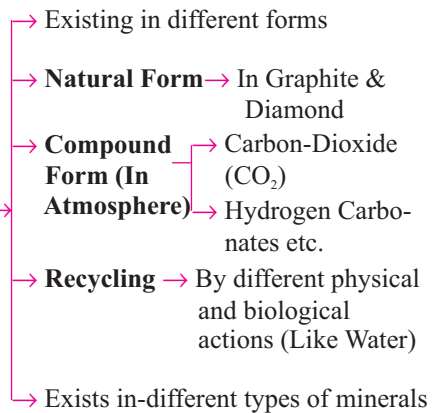 Existing in different forms
Natural Form → In Graphite &
Diamond
Compound
Form (In
Atmosphere)
Carbon-Dioxide
(CO₂)
Hydrogen Carbo-
nates etc.
Recycling → By different physical
and biological
actions (Like Water)
Exists in-different types of minerals